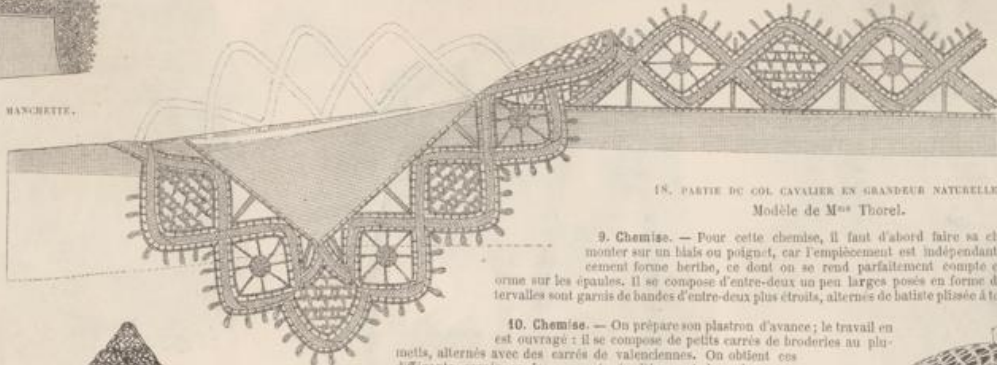 MANCHETTE.
18. PARTIE DU COL CAVALIER EN GRANDEUR NATURELLE
Modèle de Mme Thorel.
9. Chemise. — Pour cette chemise, il faut d'abord faire sa
monter sur un biais ou poignet, car l'empiècement est indépendant
cement forme berthe, ce dont on se rend parfaitement compte
orme sur les épaules. Il se compose d'entre-deux un peu larges posés en forme
tervalles sont garnis de bandes d'entre-deux plus étroits, alternés de batiste plissée à
10. Chemise. — On prépare son plastron d'avance; le travail en
est ouvragé : il se compose de petits carrés de broderies au plu-
metis, alternés avec des carrés de valenciennes. On obtient ces